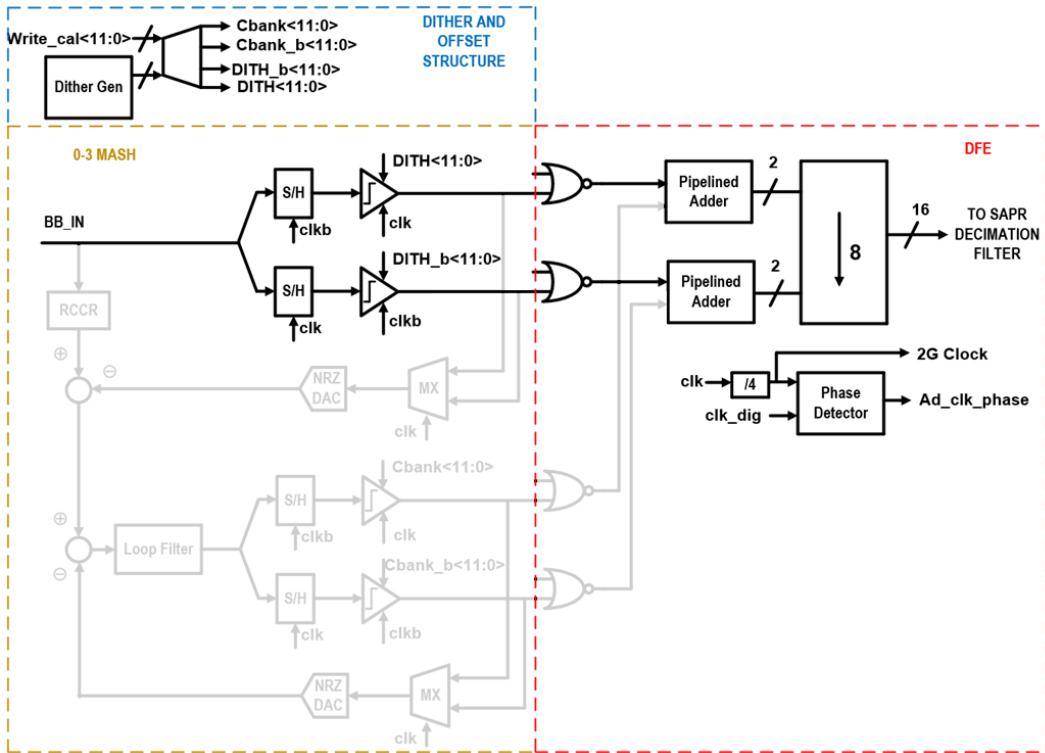 Write_cal<11:0>
Dither Gen
Cbank<11:0>
Cbank_b<11:0>
DITH_b<11:0>
DITH<11:0>
DITHER AND
OFFSET
STRUCTURE
0-3 MASH
DFE
BB_IN
S/H
clkb
DITH<11:0>
clk
S/H
clk
DITH_b<11:0>
clkb
Pipelined
Adder
2
Pipelined
Adder
2
8
16
TO SAPR
DECIMATION
FILTER
RCCR
⊕
⊖
NRZ
DAC
MX
clk
clk
/4
2G Clock
clk_dig
Phase
Detector
Ad_clk_phase
⊕
⊖
Loop Filter
S/H
clkb
Cbank<11:0>
clk
S/H
clk
Cbank_b<11:0>
clkb
NRZ
DAC
MX
clk